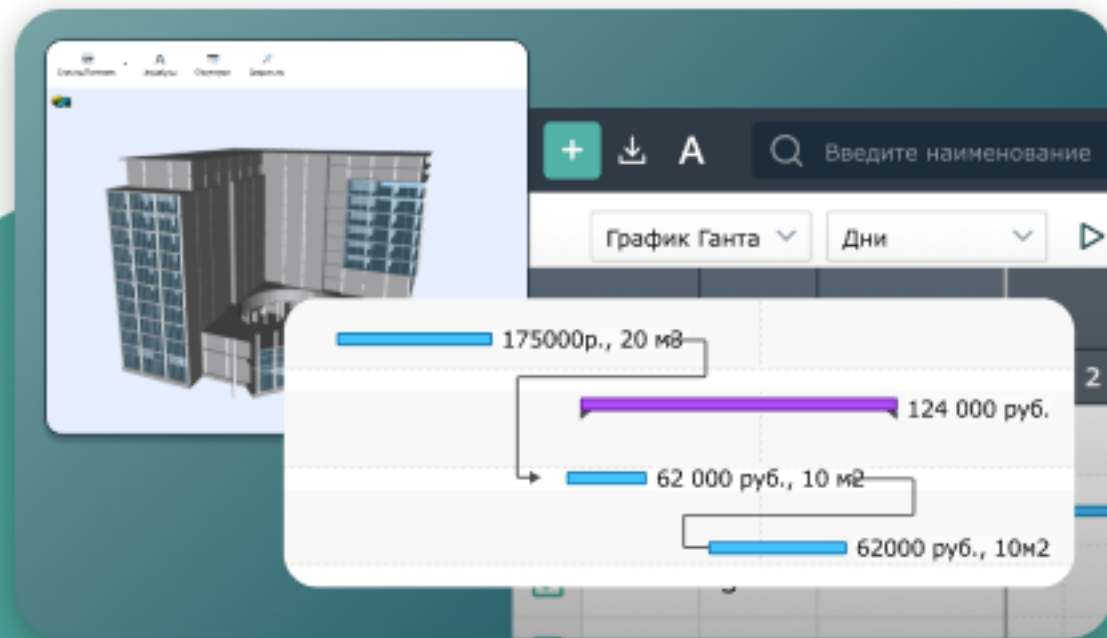 А
Введите наименование
График Ганта
Дни
175000р., 20 м3
2
124 000 руб.
62 000 руб., 10 м2
62000 руб., 10м2